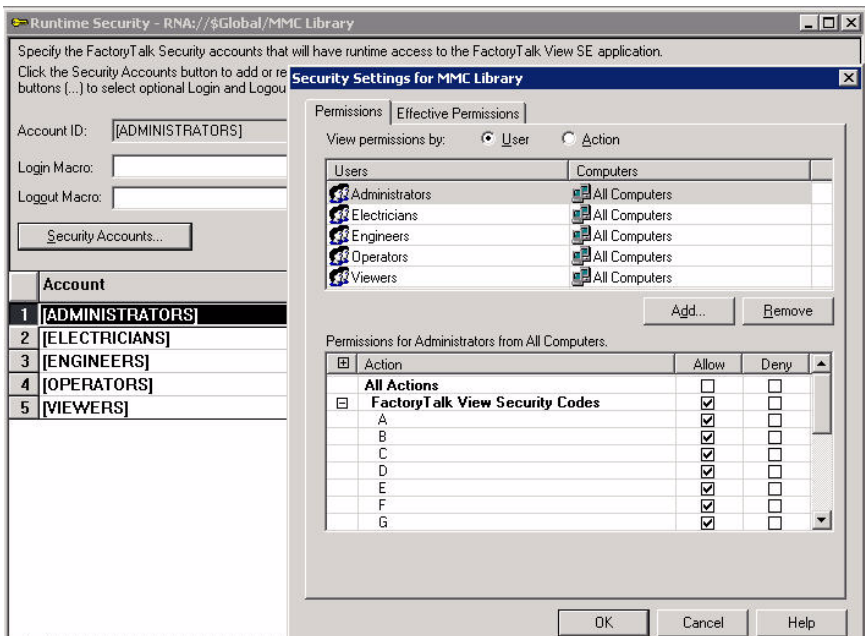 Runtime Security - RNA://$Global/MMC Library
Specify the FactoryTalk Security accounts that will have runtime access to the FactoryTalk View SE application.
Click the Security Accounts button to add or re
buttons (...) to select optional Login and Logou
Account ID: [ADMINISTRATORS]
Login Macro:
Logout Macro:
Security Accounts...
Account
1 [ADMINISTRATORS]
2 [ELECTRICIANS]
3 [ENGINEERS]
4 [OPERATORS]
5 [VIEWERS]
Security Settings for MMC Library
Permissions Effective Permissions
View permissions by: User Action
Users Computers
Administrators All Computers
Electricians All Computers
Engineers All Computers
Operators All Computers
Viewers All Computers
Add... Remove
Permissions for Administrators from All Computers.
Action Allow Deny
All Actions
FactoryTalk View Security Codes
A
B
C
D
E
F
G
OK Cancel Help